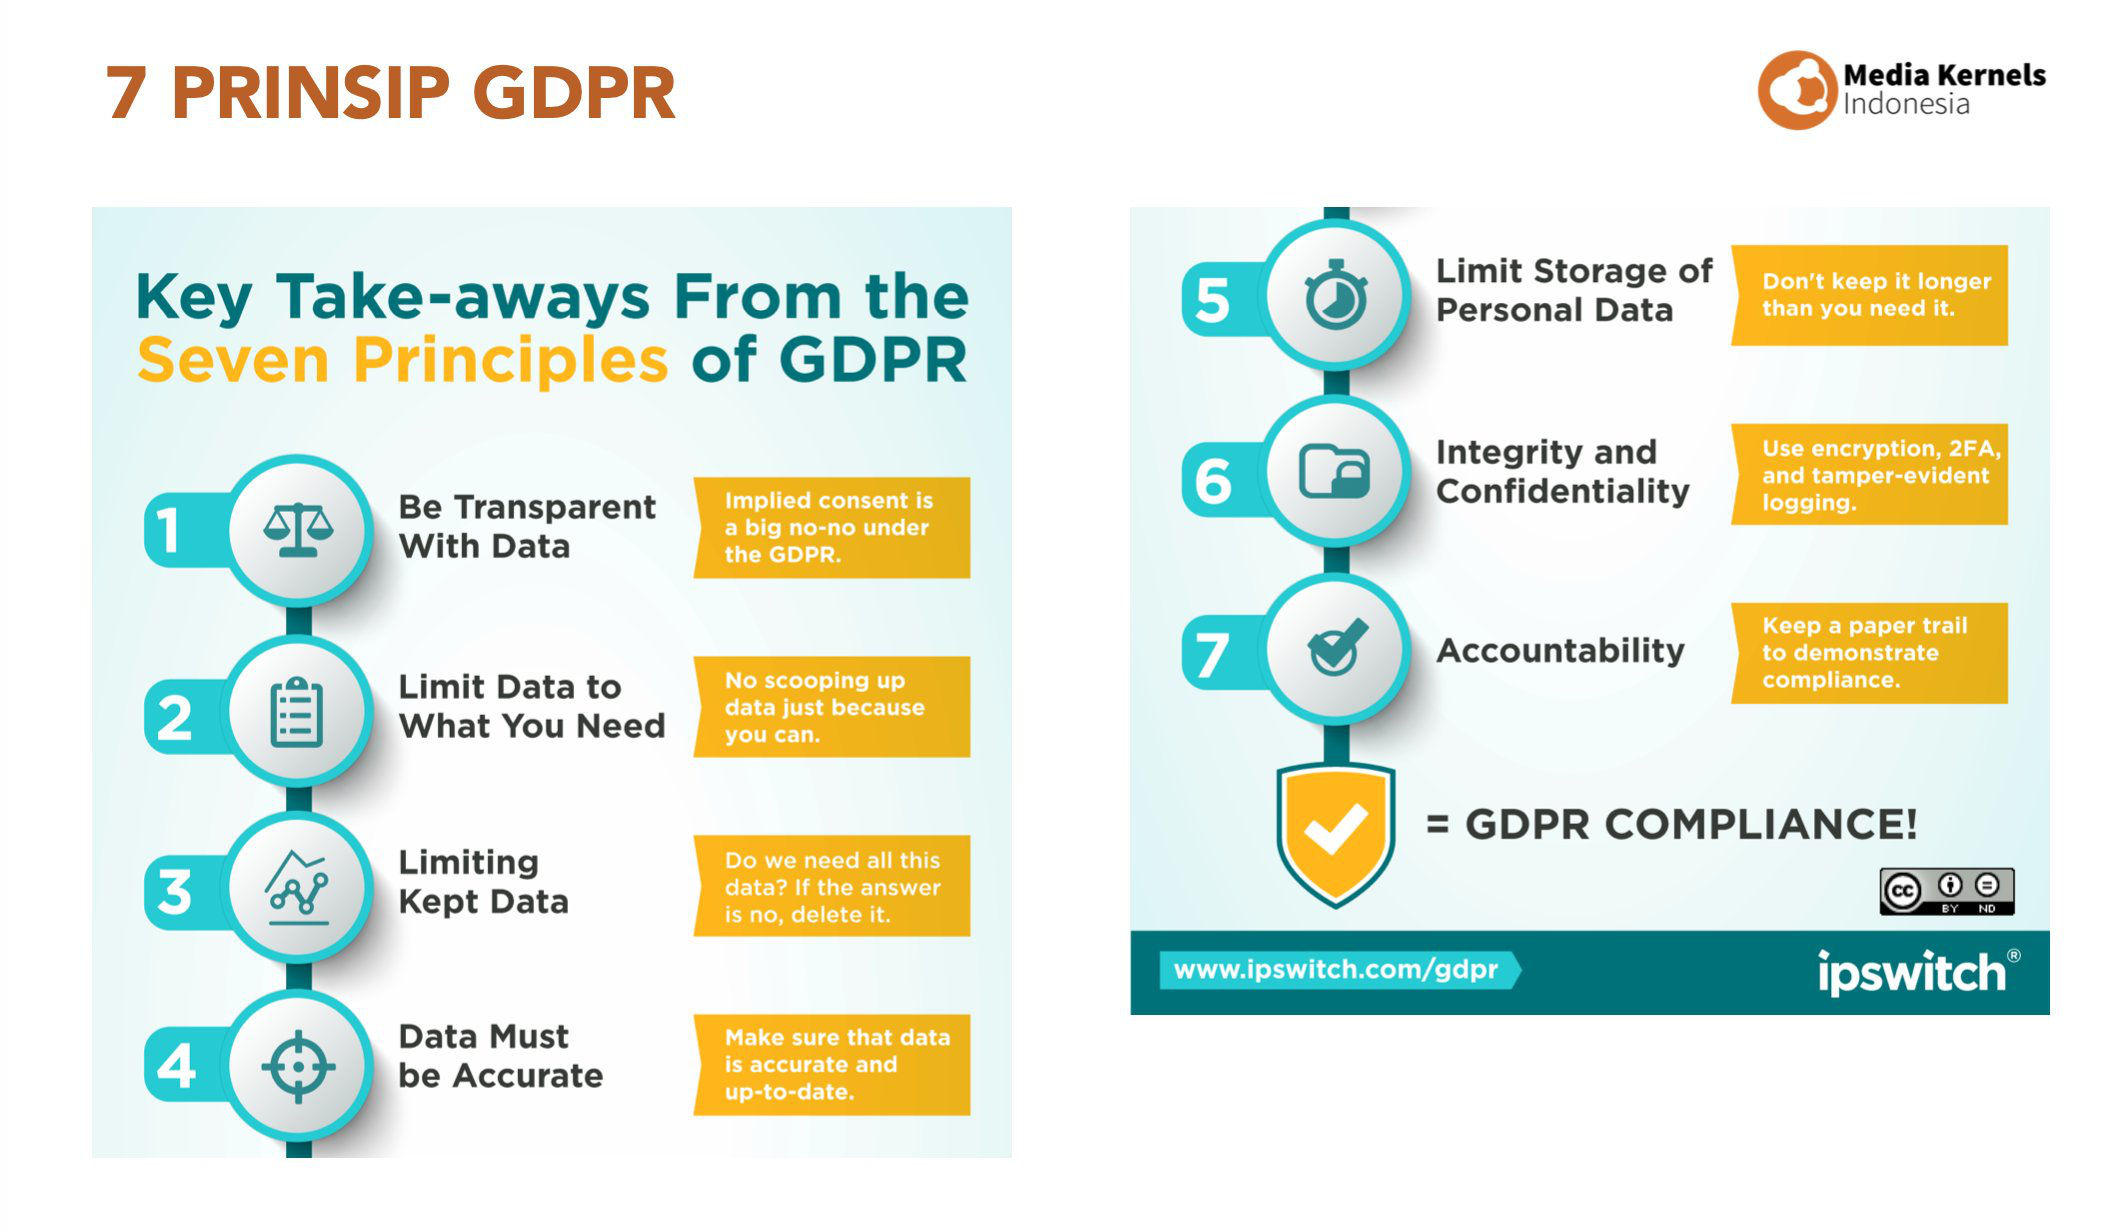 7 PRINSIP GDPR
Media Kernels
Indonesia
Key Take-aways From the
Seven Principles of GDPR
1
Be Transparent
With Data
Implied consent is
a big no-no under
the GDPR.
2
Limit Data to
What You Need
No scooping up
data just because
you can.
3
Limiting
Kept Data
Do we need all this
data? If the answer
is no, delete it.
4
Data Must
be Accurate
Make sure that data
is accurate and
up-to-date.
5
Limit Storage of
Personal Data
Don't keep it longer
than you need it.
6
Integrity and
Confidentiality
Use encryption, 2FA,
and tamper-evident
logging.
7
Accountability
Keep a paper trail
to demonstrate
compliance.
= GDPR COMPLIANCE!
cc
BY ND
www.ipswitch.com/gdpr
ipswitch®